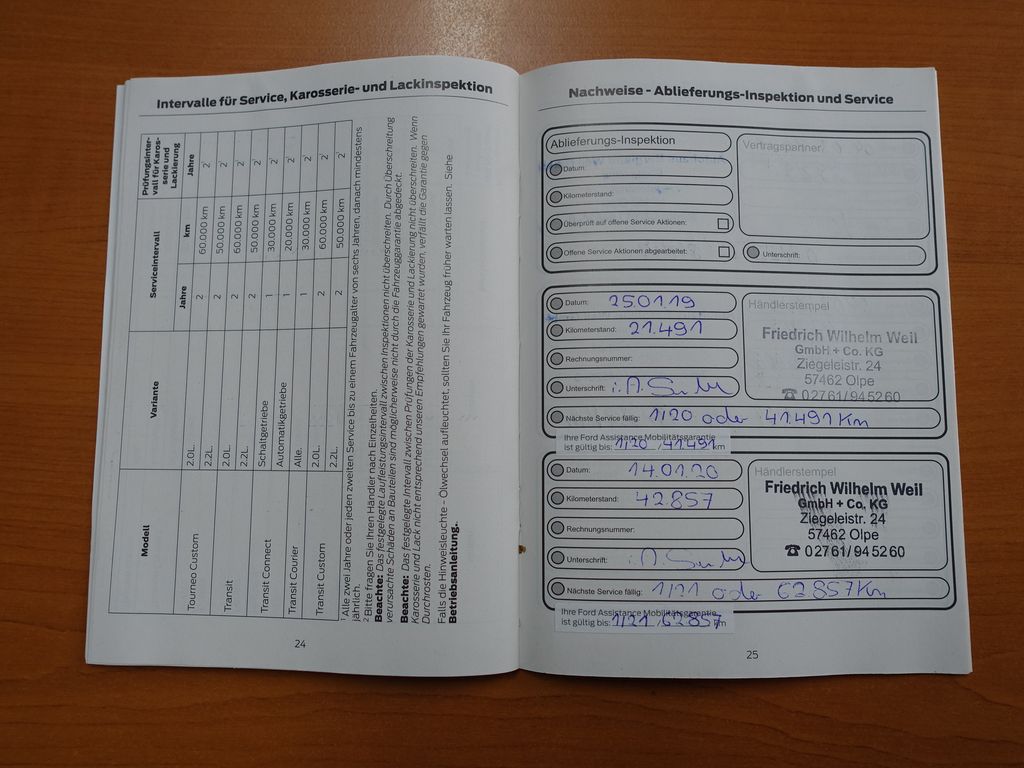 Intervalle für Service, Karosserie- und Lackinspektion
Modell Variante Serviceintervall Prüfungsinter-vall für Karos-serie und Lackierung
Jahre km Jahre
Tourneo Custom 2.0L. 2 60.000 km 2
2.2L. 2 50.000 km 2
Transit 2.0L. 2 60.000 km 2
2.2L. 2 50.000 km 2
Transit Connect Schaltgetriebe 1 30.000 km 2
Automatikgetriebe 1 20.000 km 2
Transit Courier Alle. 1 30.000 km 2
Transit Custom 2.0L. 2 60.000 km 2
2.2L. 2 50.000 km 2
¹ Alle zwei Jahre oder jeden zweiten Service bis zu einem Fahrzeugalter von sechs Jahren, danach mindestens
jährlich.
² Bitte fragen Sie Ihren Händler nach Einzelheiten.
Beachte: Das festgelegte Laufleistungsintervall zwischen Inspektionen nicht überschreiten. Durch Überschreitung
verursachte Schäden an Bauteilen sind möglicherweise nicht durch die Fahrzeuggarantie abgedeckt.
Beachte: Das festgelegte Intervall zwischen Prüfungen der Karosserie und Lackierung nicht überschreiten. Wenn
Karosserie und Lack nicht entsprechend unseren Empfehlungen gewartet wurden, verfällt die Garantie gegen
Durchrosten.
Falls die Hinweisleuchte - Ölwechsel aufleuchtet, sollten Sie Ihr Fahrzeug früher warten lassen. Siehe
Betriebsanleitung.
24
Nachweise - Ablieferungs-Inspektion und Service
Ablieferungs-Inspektion
Vertragspartner:
Datum:
Kilometerstand:
Überprüft auf offene Service Aktionen:
Offene Service Aktionen abgearbeitet:
Unterschrift:
Datum: 250119
Kilometerstand: 21.491
Rechnungsnummer:
Unterschrift:
Händlerstempel
Friedrich Wilhelm Weil
GmbH + Co. KG
Ziegeleistr. 24
57462 Olpe
☎ 02761/945260
Nächste Service fällig: 1/20 oder 41.491 Km
Ihre Ford Assistance Mobilitätsgarantie
ist gültig bis: 1/20 /41.491 km
Datum: 14.01.20
Kilometerstand: 42857
Rechnungsnummer:
Unterschrift:
Händlerstempel
Friedrich Wilhelm Weil
GmbH + Co. KG
Ziegeleistr. 24
57462 Olpe
☎ 02761/945260
Nächste Service fällig: 1/21 oder 62857 Km
Ihre Ford Assistance Mobilitätsgarantie
ist gültig bis: 1/21 /62857 km
25